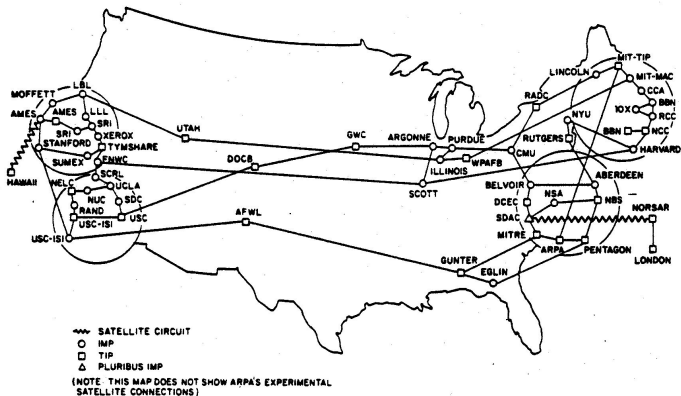 MIT-TIP
LINCOLN
MIT-MAC
MOFFETT
LBL
CCA
RADC
10X
BBN
AMES
AMES
LLL
RCC
SRI
NYU
SRI
XEROX
UTAH
GWC
ARGONNE
PURDUE
RUTGERS
BBN
NCC
STANFORD
TYMSHARE
HARVARD
SUMEX
FNWC
DOCB
ILLINOIS
WPAFB
CMU
HAWAII
SCRL
SCOTT
NELC
UCLA
BELVOIR
ABERDEEN
NUC
SDC
DCEC
NSA
NBS
RAND
AFWL
SDAC
NORSAR
USC-ISI
USC
USC-ISI
MITRE
ARPA
PENTAGON
LONDON
GUNTER
EGLIN
SATELLITE CIRCUIT
IMP
TIP
PLURIBUS IMP
(NOTE: THIS MAP DOES NOT SHOW ARPA'S EXPERIMENTAL
SATELLITE CONNECTIONS)